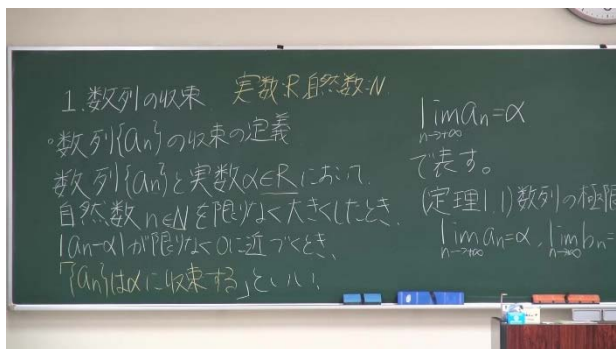 1.数列の収束 実数:R 自然数:N
◦数列{an}の収束の定義
数列{an}と実数α∈Rにおいて
自然数n∈Nを限りなく大きくしたとき、
|an-α|が限りなく0に近づくとき、
「{an}はαに収束する」といい、
lim an=α
n→+∞
で表す。
(定理1.1)数列の極限
lim an=α, lim bn=
n→+∞ n→∞